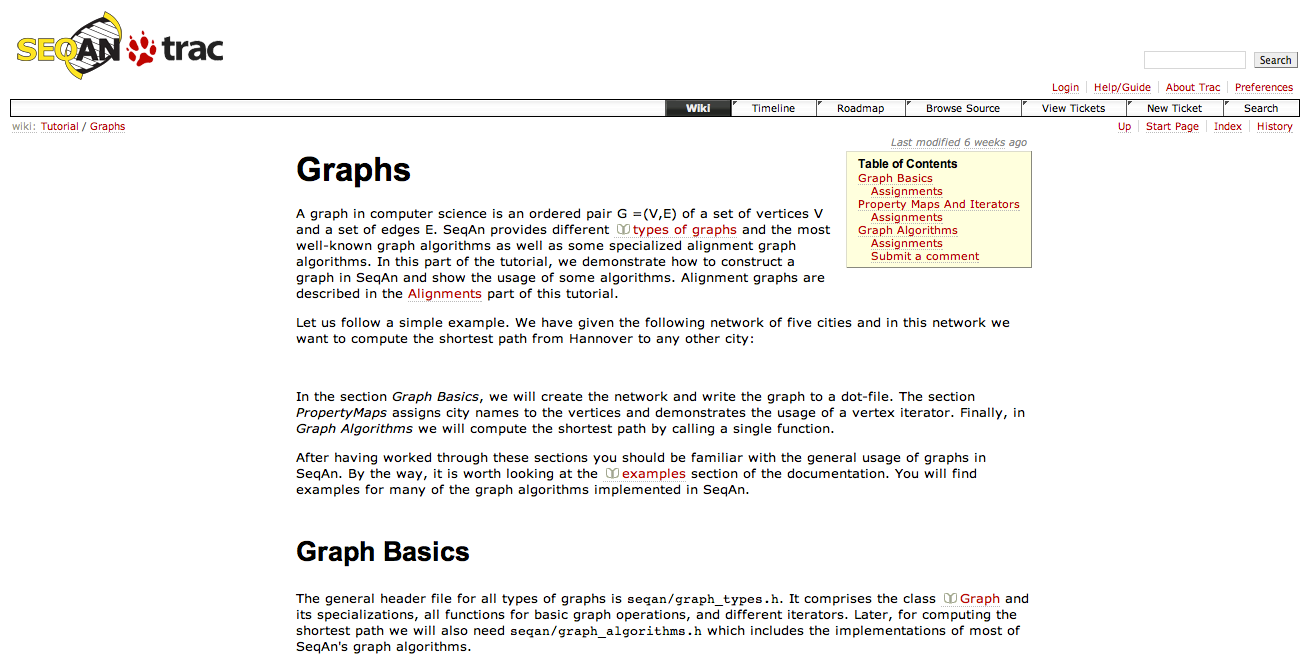 SEQAN trac
Search
Login Help/Guide About Trac Preferences
Wiki Timeline Roadmap Browse Source View Tickets New Ticket Search
wiki: Tutorial / Graphs
Up Start Page Index History
Last modified 6 weeks ago
Graphs
Table of Contents
Graph Basics
Assignments
Property Maps And Iterators
Assignments
Graph Algorithms
Assignments
Submit a comment
A graph in computer science is an ordered pair G =(V,E) of a set of vertices V
and a set of edges E. SeqAn provides different types of graphs and the most
well-known graph algorithms as well as some specialized alignment graph
algorithms. In this part of the tutorial, we demonstrate how to construct a
graph in SeqAn and show the usage of some algorithms. Alignment graphs are
described in the Alignments part of this tutorial.
Let us follow a simple example. We have given the following network of five cities and in this network we
want to compute the shortest path from Hannover to any other city:
In the section Graph Basics, we will create the network and write the graph to a dot-file. The section
PropertyMaps assigns city names to the vertices and demonstrates the usage of a vertex iterator. Finally, in
Graph Algorithms we will compute the shortest path by calling a single function.
After having worked through these sections you should be familiar with the general usage of graphs in
SeqAn. By the way, it is worth looking at the examples section of the documentation. You will find
examples for many of the graph algorithms implemented in SeqAn.
Graph Basics
The general header file for all types of graphs is seqan/graph_types.h. It comprises the class Graph and
its specializations, all functions for basic graph operations, and different iterators. Later, for computing the
shortest path we will also need seqan/graph_algorithms.h which includes the implementations of most of
SeqAn's graph algorithms.